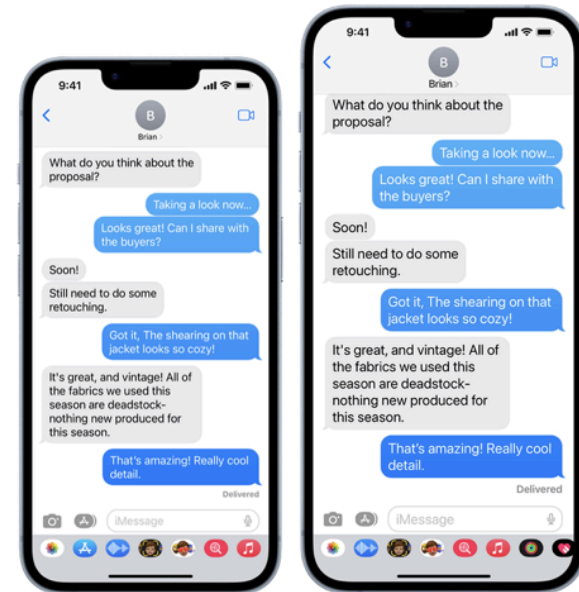 9:41
B
Brian
What do you think about the
proposal?
Taking a look now...
Looks great! Can I share with
the buyers?
Soon!
Still need to do some
retouching.
Got it, The shearing on that
jacket looks so cozy!
It's great, and vintage! All of
the fabrics we used this
season are deadstock-
nothing new produced for
this season.
That's amazing! Really cool
detail.
Delivered
iMessage
9:41
B
Brian
What do you think about the
proposal?
Taking a look now...
Looks great! Can I share with
the buyers?
Soon!
Still need to do some
retouching.
Got it, The shearing on that
jacket looks so cozy!
It's great, and vintage! All of
the fabrics we used this
season are deadstock-
nothing new produced for
this season.
That's amazing! Really cool
detail.
Delivered
iMessage